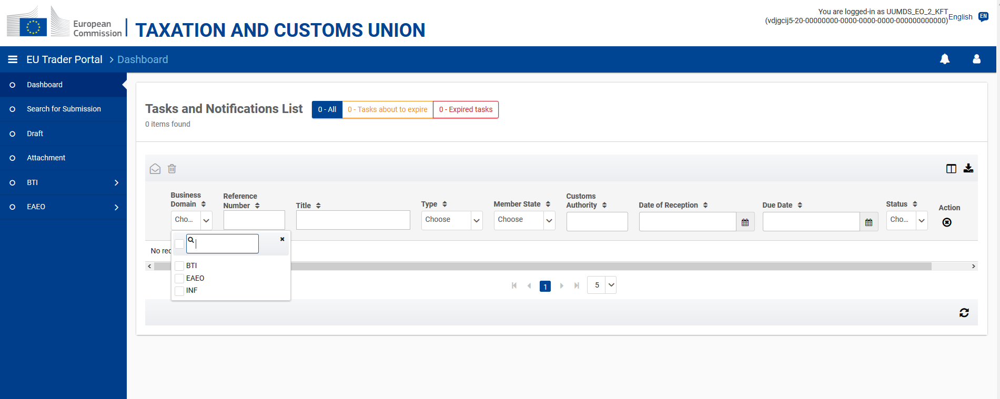 European
Commission
TAXATION AND CUSTOMS UNION
You are logged-in as UUMDS_EO_2_KFT
(vdjgcij5-20-00000000-0000-0000-0000-000000000000)
English EN
EU Trader Portal > Dashboard
Dashboard
Search for Submission
Draft
Attachment
BTI
EAEO
Tasks and Notifications List
0 - All
0 - Tasks about to expire
0 - Expired tasks
0 items found
Business Domain
Reference Number
Title
Type
Member State
Customs Authority
Date of Reception
Due Date
Status
Action
Cho...
Choose
Choose
Cho...
No rec
BTI
EAEO
INF
1
5